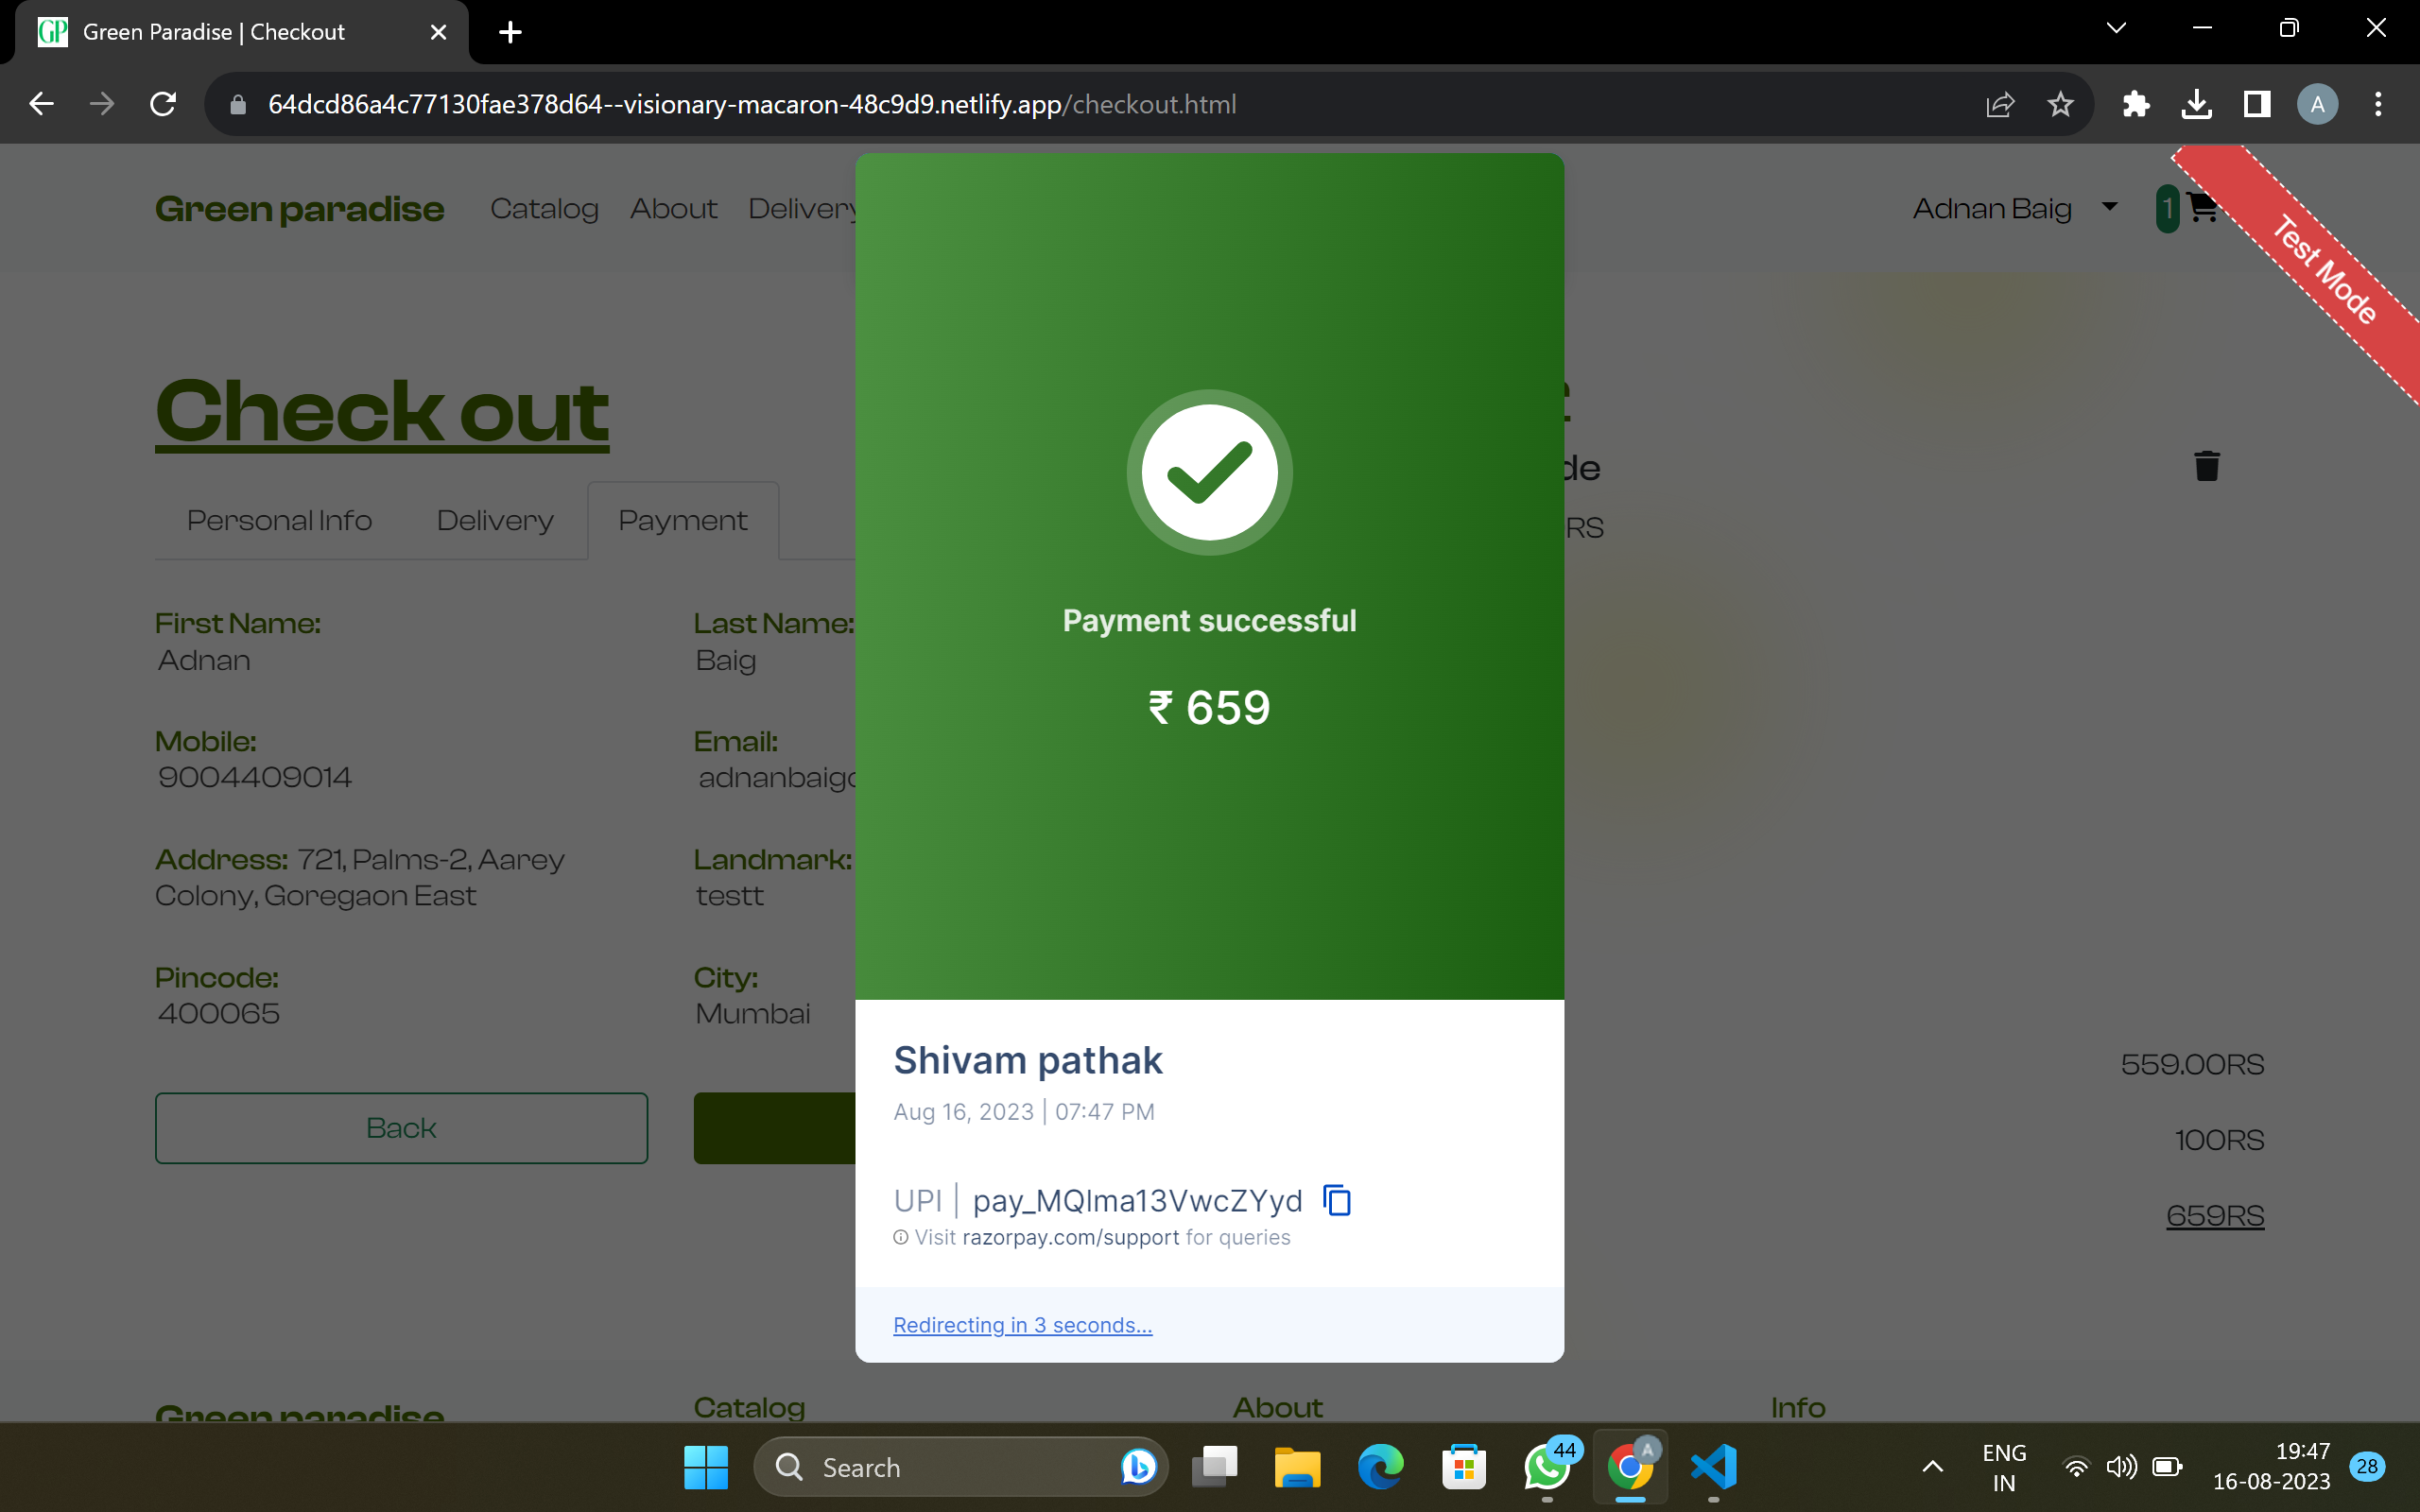 Green Paradise | Checkout
64dcd86a4c77130fae378d64--visionary-macaron-48c9d9.netlify.app/checkout.html
A
Green paradise Catalog About Delivery
Adnan Baig
1
Test Mode
Check out
Personal Info Delivery Payment
RS
First Name:
Adnan
Last Name:
Baig
Mobile:
9004409014
Email:
adnanbaig
Address: 721, Palms-2, Aarey
Colony, Goregaon East
Landmark:
testt
Pincode:
400065
City:
Mumbai
Back
Payment successful
₹ 659
Shivam pathak
Aug 16, 2023 | 07:47 PM
UPI | pay_MQIma13VwcZYyd
Visit razorpay.com/support for queries
Redirecting in 3 seconds...
559.00RS
100RS
659RS
Green paradise Catalog About Info
Search
44
A
ENG
IN
19:47
16-08-2023
28